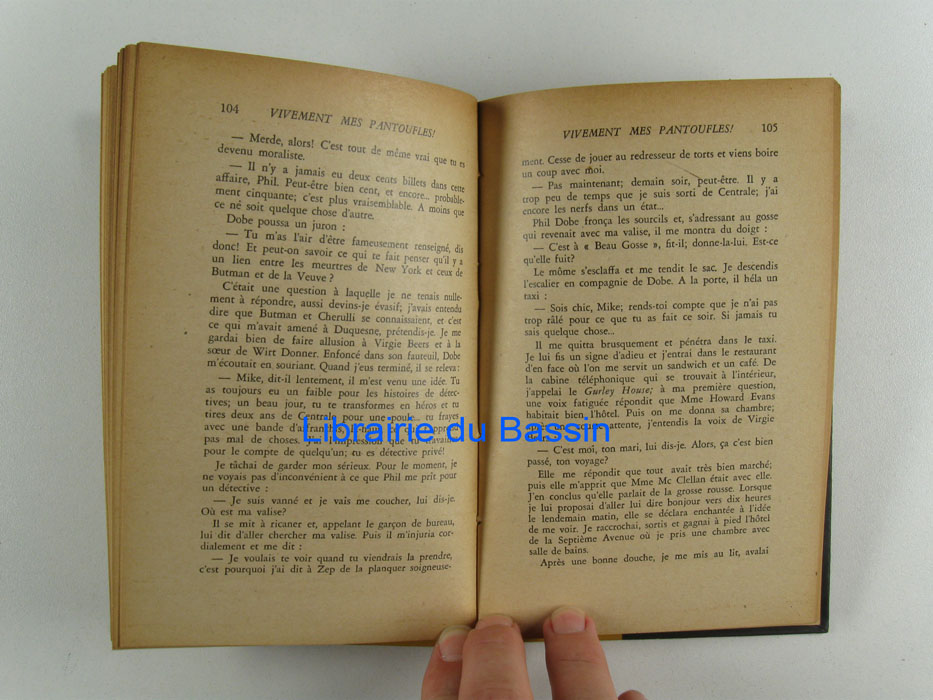 104 VIVEMENT MES PANTOUFLES!
— Merde, alors! C'est tout de même vrai que tu es
devenu moraliste.
— Il n'y a jamais eu deux cents billets dans cette
affaire, Phil. Peut-être bien cent, et encore... probable-
ment cinquante; c'est plus vraisemblable. A moins que
ce né soit quelque chose d'autre.
Dobe poussa un juron :
— Tu m'as l'air d'être fameusement renseigné, dis
donc! Et peut-on savoir ce qui te fait penser qu'il y a
un lien entre les meurtres de New York et ceux de
Butman et de la Veuve ?
C'était une question à laquelle je ne tenais nulle-
ment à répondre, aussi devins-je évasif; j'avais entendu
dire que Butman et Cherulli se connaissaient, et c'est
ce qui m'avait amené à Duquesne, prétendis-je. Je me
gardai bien de faire allusion à Virgie Beers et à la
sœur de Wirt Donner. Enfoncé dans son fauteuil, Dobe
m'écoutait en souriant. Quand j'eus terminé, il se leva:
— Mike, dit-il lentement, il m'est venu une idée. Tu
as toujours eu un faible pour les histoires de détec-
tives; un beau jour, tu te transformes en héros et tu
tires deux ans de Centrale pour une poule... tu frayes
avec une bande d'affranchis,
pas mal de choses. J'ai l'impression que tu
pour le compte de quelqu'un; tu es détective privé!
Je tâchai de garder mon sérieux. Pour le moment, je
ne voyais pas d'inconvénient à ce que Phil me prît pour
un détective :
— Je suis vanné et je vais me coucher, lui dis-je.
Où est ma valise?
Il se mit à ricaner et, appelant le garçon de bureau,
lui dit d'aller chercher ma valise. Puis il m'injuria cor-
dialement et me dit :
— Je voulais te voir quand tu viendrais la prendre,
c'est pourquoi j'ai dit à Zep de la planquer soigneuse-
VIVEMENT MES PANTOUFLES! 105
ment. Cesse de jouer au redresseur de torts et viens boire
un coup avec moi.
— Pas maintenant; demain soir, peut-être. Il y a
trop peu de temps que je suis sorti de Centrale; j'ai
encore les nerfs dans un état...
Phil Dobe fronça les sourcils et, s'adressant au gosse
qui revenait avec ma valise, il me montra du doigt :
— C'est à « Beau Gosse », fit-il; donne-la-lui. Est-ce
qu'elle fuit?
Le môme s'esclaffa et me tendit le sac. Je descendis
l'escalier en compagnie de Dobe. A la porte, il héla un
taxi :
— Sois chic, Mike; rends-toi compte que je n'ai pas
trop râlé pour ce que tu as fait ce soir. Si jamais tu
sais quelque chose...
Il me quitta brusquement et pénétra dans le taxi.
Je lui fis un signe d'adieu et j'entrai dans le restaurant
d'en face où l'on me servit un sandwich et un café. De
la cabine téléphonique qui se trouvait à l'intérieur,
j'appelai le Gurley House; à ma première question,
une voix fatiguée répondit que Mme Howard Evans
habitait bien l'hôtel. Puis on me donna sa chambre;
après une courte attente, j'entendis la voix de Virgie
Beers.
— C'est moi, ton mari, lui dis-je. Alors, ça c'est bien
passé, ton voyage?
Elle me répondit que tout avait très bien marché;
puis elle m'apprit que Mme Mc Clellan était avec elle.
J'en conclus qu'elle parlait de la grosse rousse. Lorsque
je lui proposai d'aller lui dire bonjour vers dix heures
le lendemain matin, elle se déclara enchantée à l'idée
de me voir. Je raccrochai, sortis et gagnai à pied l'hôtel
de la Septième Avenue où je pris une chambre avec
salle de bains.
Après une bonne douche, je me mis au lit, avalai
Librairie du Bassin